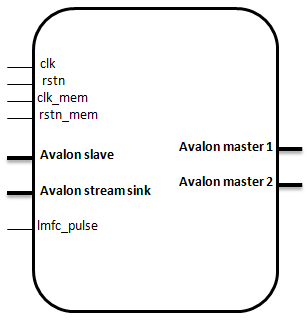 clk
rstn
clk_mem
rstn_mem
Avalon slave
Avalon stream sink
lmfc_pulse
Avalon master 1
Avalon master 2